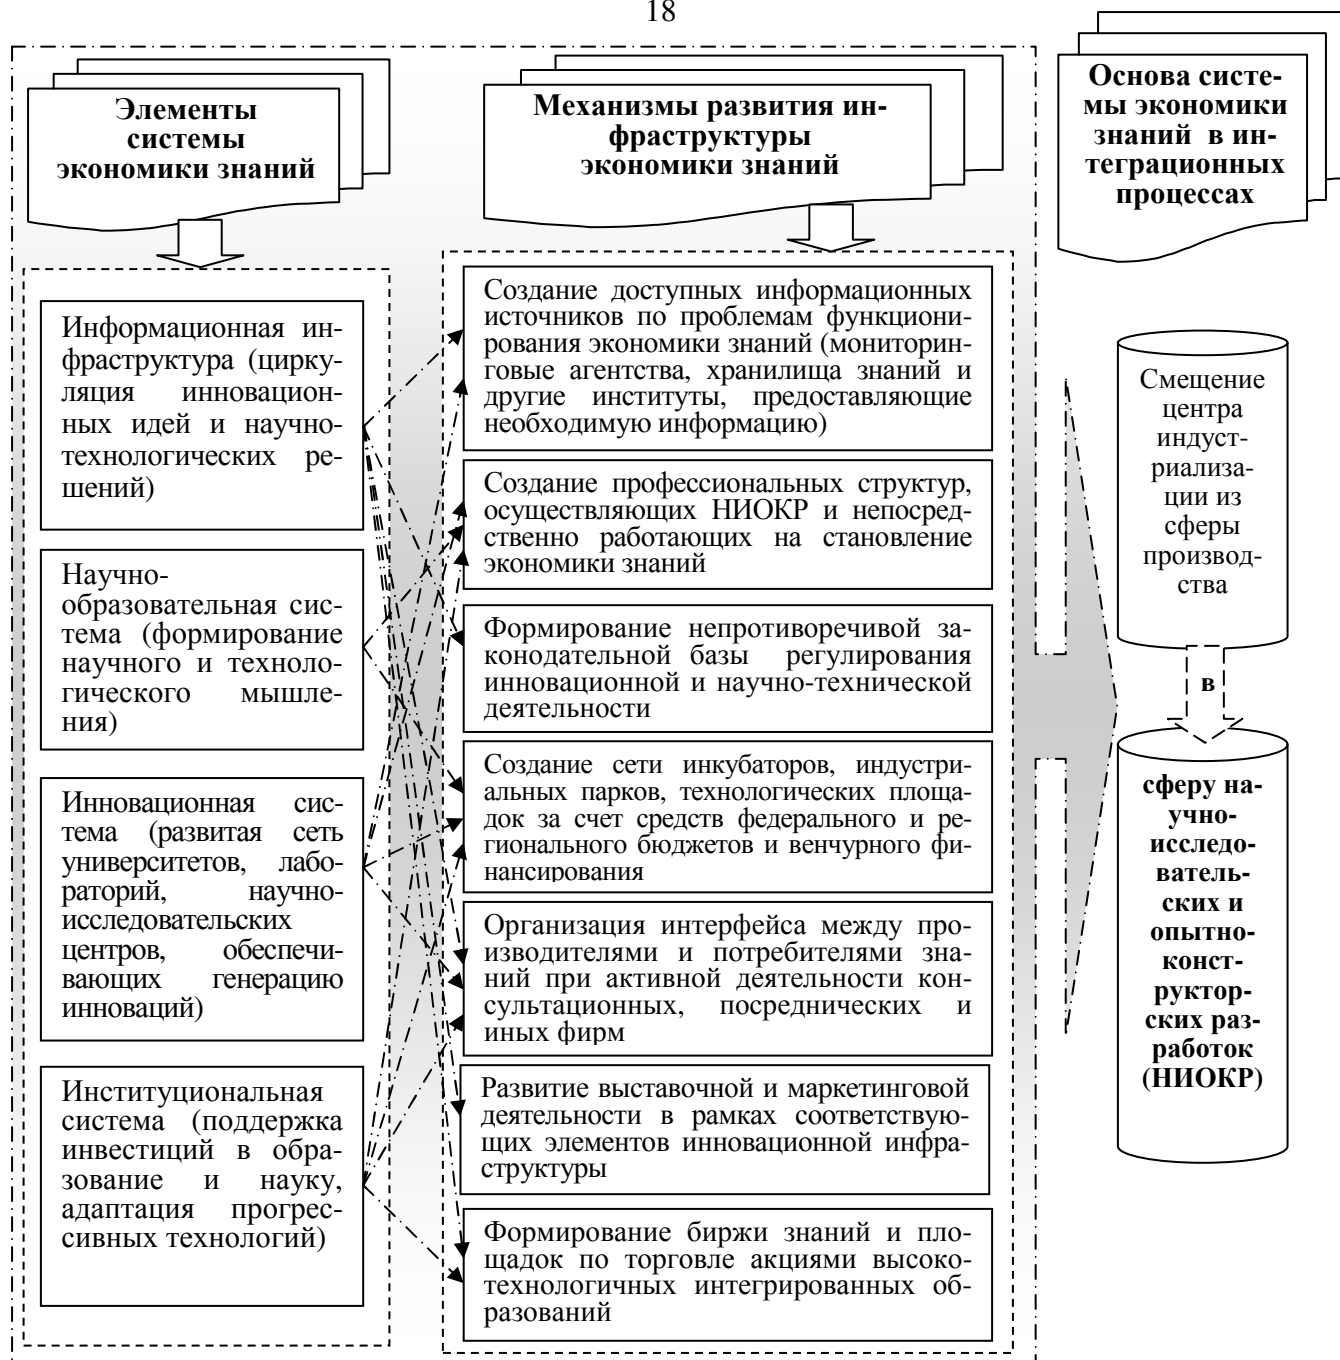 18
Элементы
системы
экономики знаний
Механизмы развития ин-
фраструктуры
экономики знаний
Основа систе-
мы экономики
знаний в ин-
теграционных
процессах
Информационная ин-
фраструктура (цирку-
ляция инновацион-
ных идей и научно-
технологических ре-
шений)
Научно-
образовательная сис-
тема (формирование
научного и техноло-
гического мышле-
ния)
Инновационная сис-
тема (развитая сеть
университетов, лабо-
раторий, научно-
исследовательских
центров, обеспечи-
вающих генерацию
инноваций)
Институциональная
система (поддержка
инвестиций в обра-
зование и науку,
адаптация прогрес-
сивных технологий)
Создание доступных информационных
источников по проблемам функциони-
рования экономики знаний (мониторин-
говые агентства, хранилища знаний и
другие институты, предоставляющие
необходимую информацию)
Создание профессиональных структур,
осуществляющих НИОКР и непосред-
ственно работающих на становление
экономики знаний
Формирование непротиворечивой за-
конодательной базы регулирования
инновационной и научно-технической
деятельности
Создание сети инкубаторов, индустри-
альных парков, технологических площа-
док за счет средств федерального и ре-
гионального бюджетов и венчурного фи-
нансирования
Организация интерфейса между про-
изводителями и потребителями зна-
ний при активной деятельности кон-
сультационных, посреднических и
иных фирм
Развитие выставочной и маркетинговой
деятельности в рамках соответствую-
щих элементов инновационной инфра-
структуры
Формирование биржи знаний и пло-
щадок по торговле акциями высоко-
технологичных интегрированных об-
разований
Смещение
центра
индуст-
риализа-
ции из
сферы
производ-
ства
в
сферу на-
учно-
исследо-
ватель-
ских и
опытно-
конст-
руктор-
ских раз-
работок
(НИОКР)